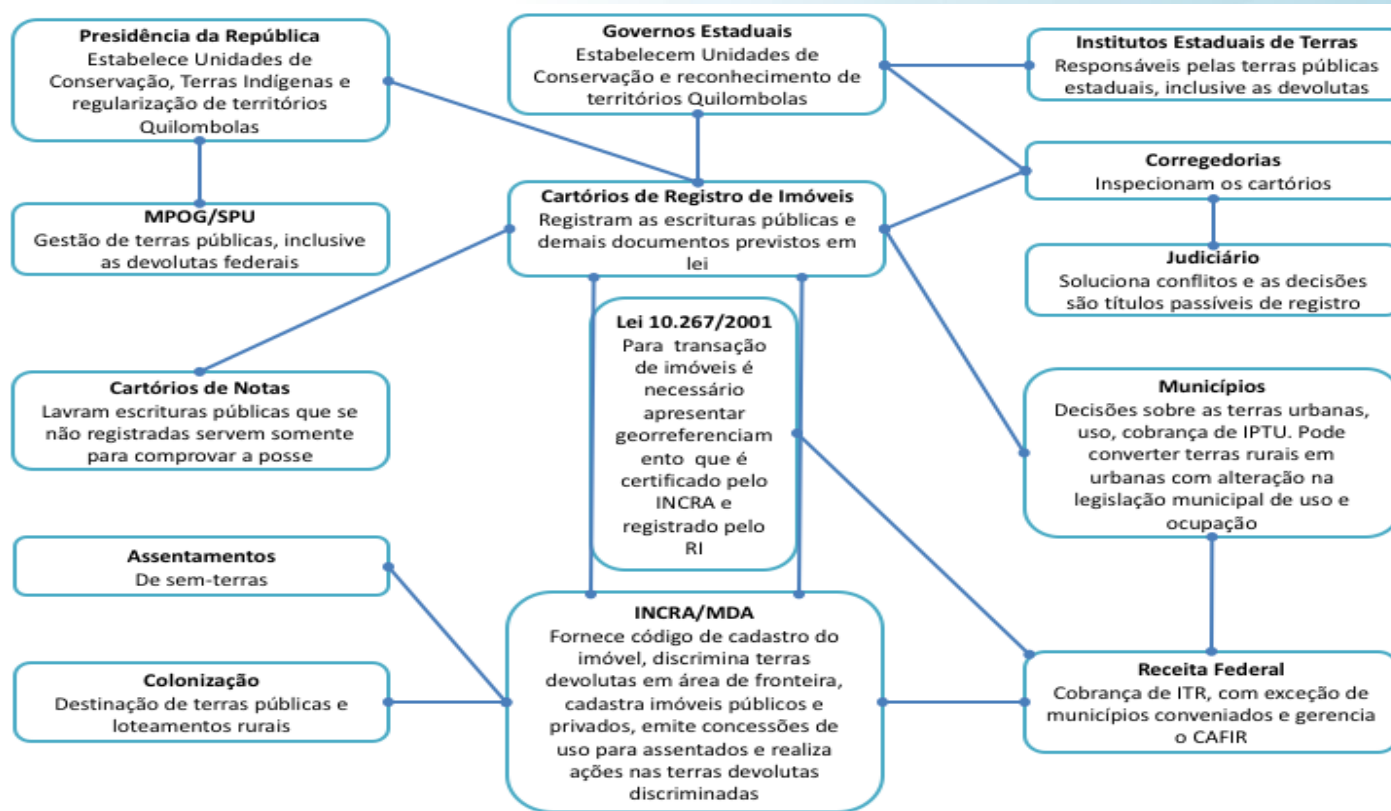 Presidência da República
Estabelece Unidades de
Conservação, Terras Indígenas e
regularização de territórios
Quilombolas
Governos Estaduais
Estabelecem Unidades de
Conservação e reconhecimento de
territórios Quilombolas
Institutos Estaduais de Terras
Responsáveis pelas terras públicas
estaduais, inclusive as devolutas
Corregedorias
Inspecionam os cartórios
MPOG/SPU
Gestão de terras públicas, inclusive
as devolutas federais
Cartórios de Registro de Imóveis
Registram as escrituras públicas e
demais documentos previstos em
lei
Judiciário
Soluciona conflitos e as decisões
são títulos passíveis de registro
Lei 10.267/2001
Para transação
de imóveis é
necessário
apresentar
georreferenciam
ento que é
certificado pelo
INCRA e
registrado pelo
RI
Cartórios de Notas
Lavram escrituras públicas que se
não registradas servem somente
para comprovar a posse
Municípios
Decisões sobre as terras urbanas,
uso, cobrança de IPTU. Pode
converter terras rurais em
urbanas com alteração na
legislação municipal de uso e
ocupação
Assentamentos
De sem-terras
Colonização
Destinação de terras públicas e
loteamentos rurais
INCRA/MDA
Fornece código de cadastro do
imóvel, discrimina terras
devolutas em área de fronteira,
cadastra imóveis públicos e
privados, emite concessões de
uso para assentados e realiza
ações nas terras devolutas
discriminadas
Receita Federal
Cobrança de ITR, com exceção de
municípios conveniados e gerencia
o CAFIR